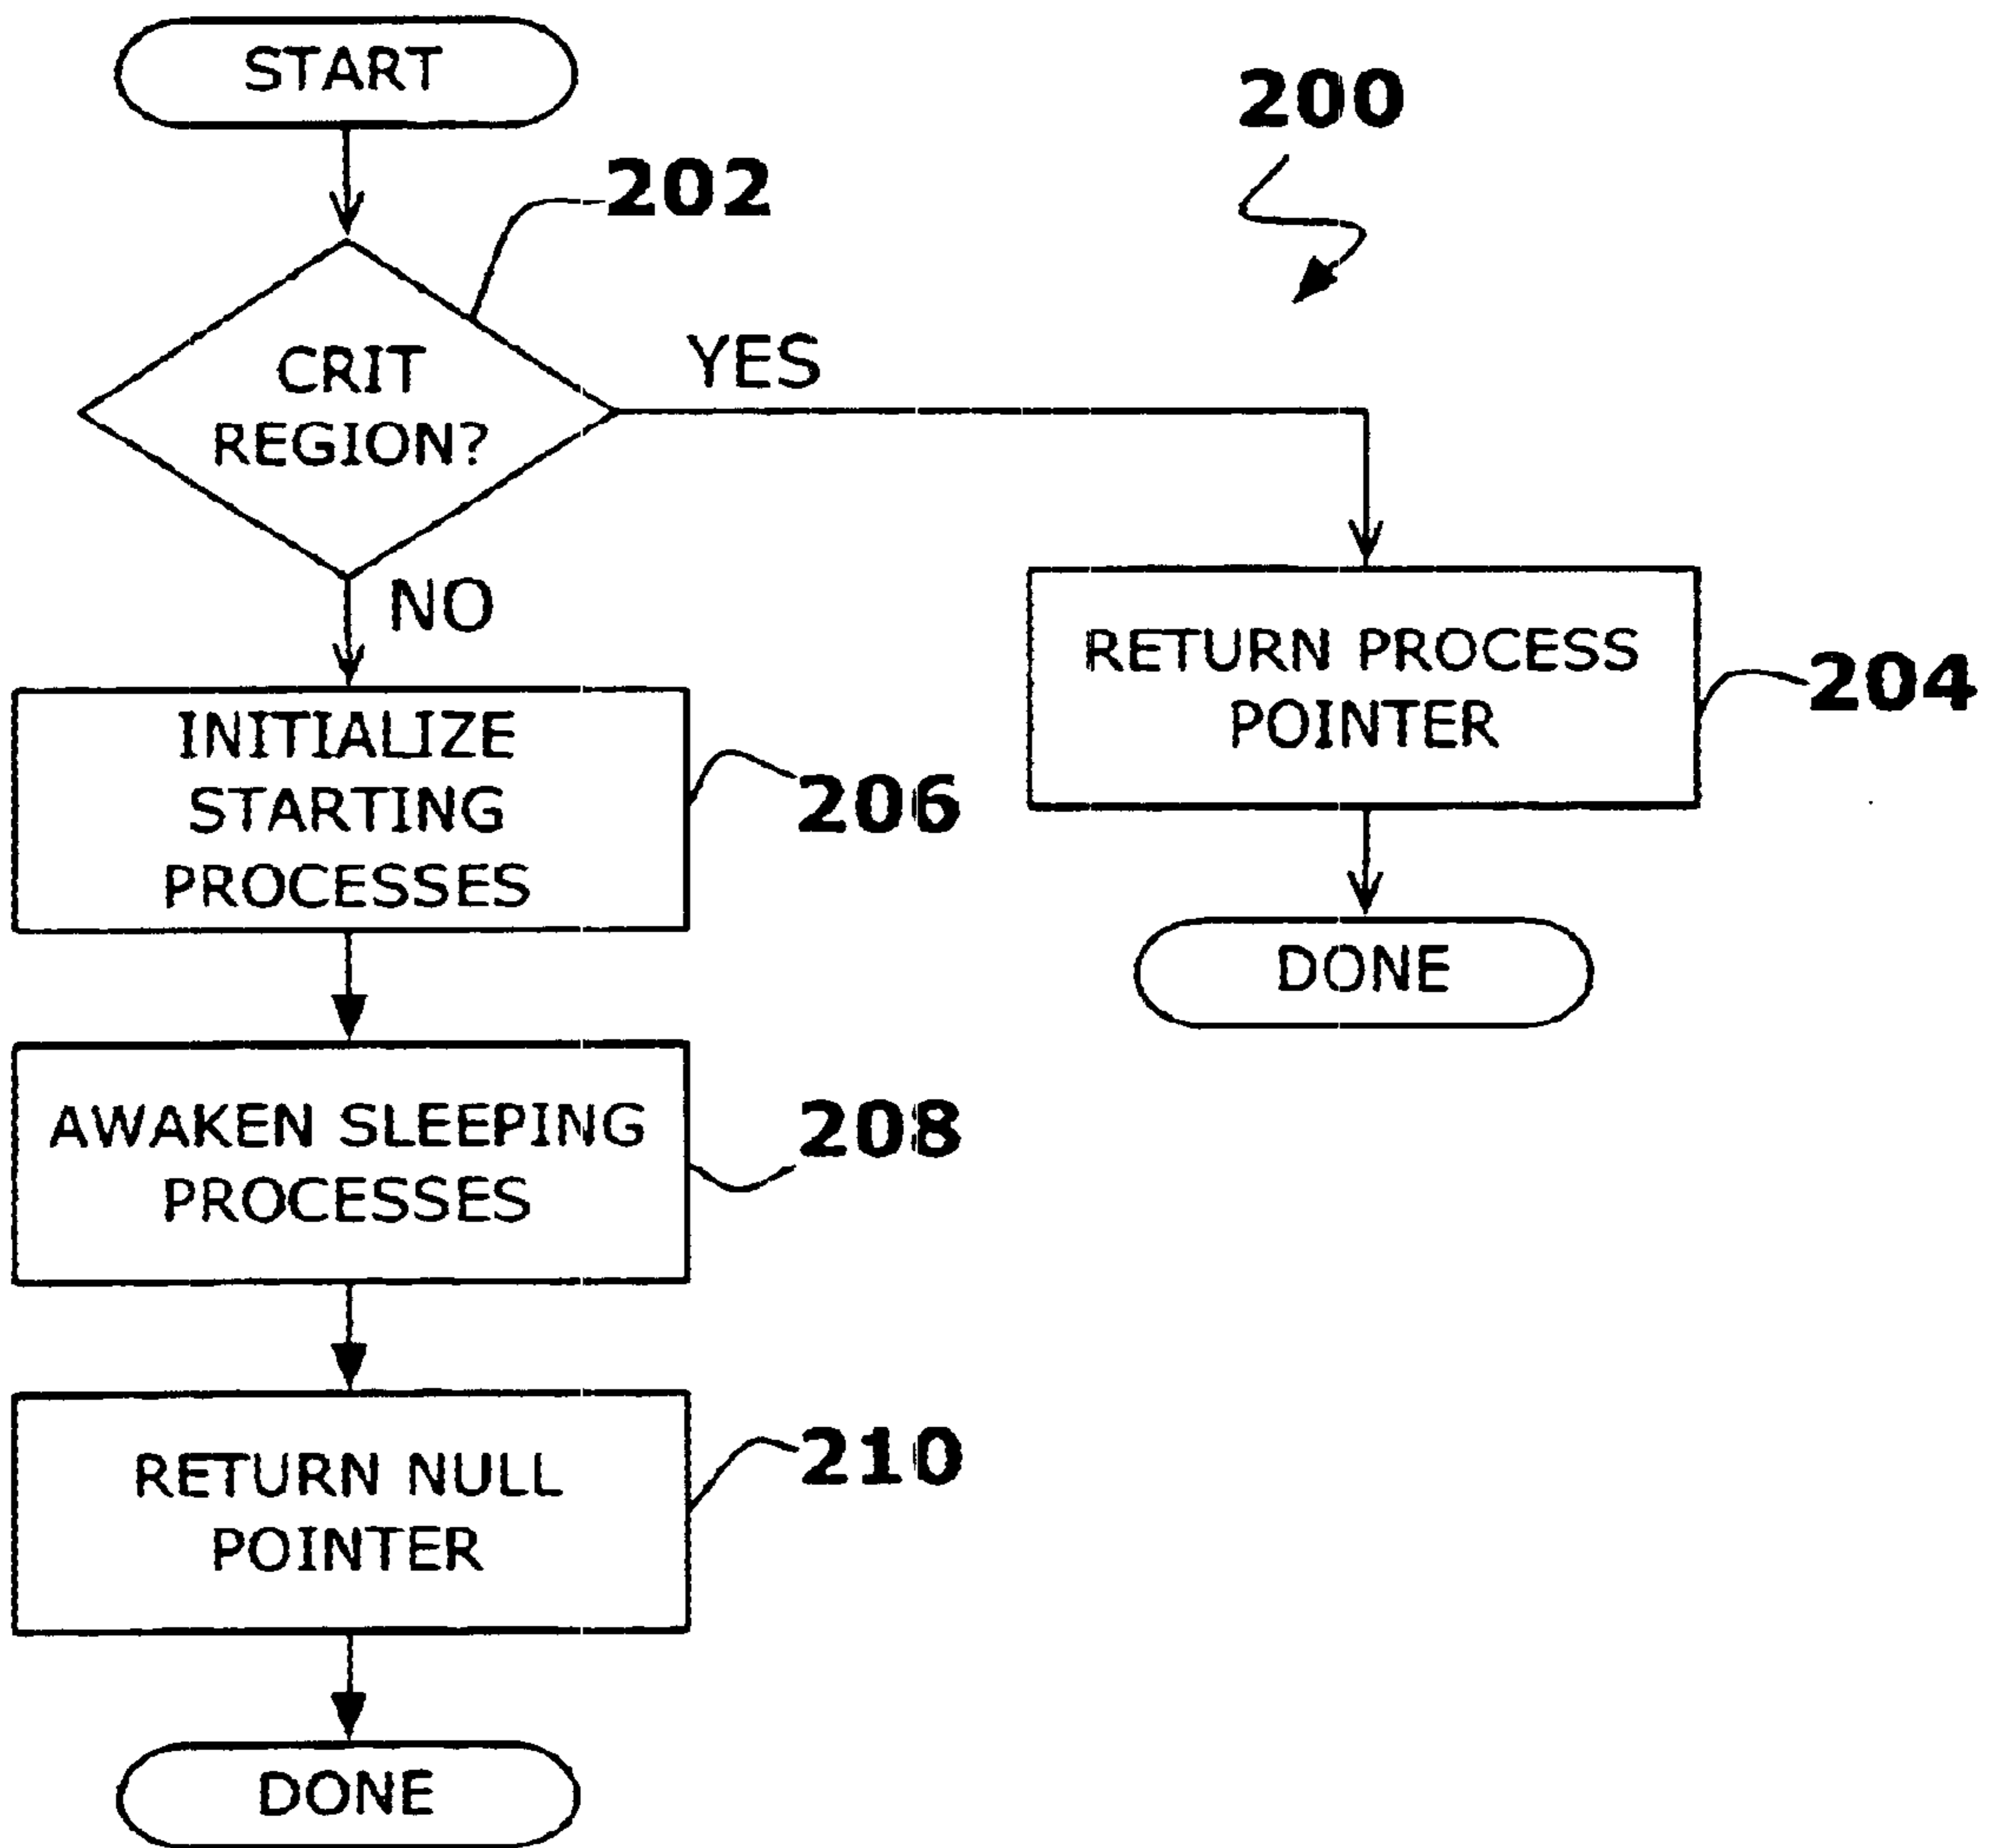 START
200
202
CRIT
REGION?
YES
NO
RETURN PROCESS
POINTER
204
INITIALIZE
STARTING
PROCESSES
206
DONE
AWAKEN SLEEPING
PROCESSES
208
RETURN NULL
POINTER
210
DONE